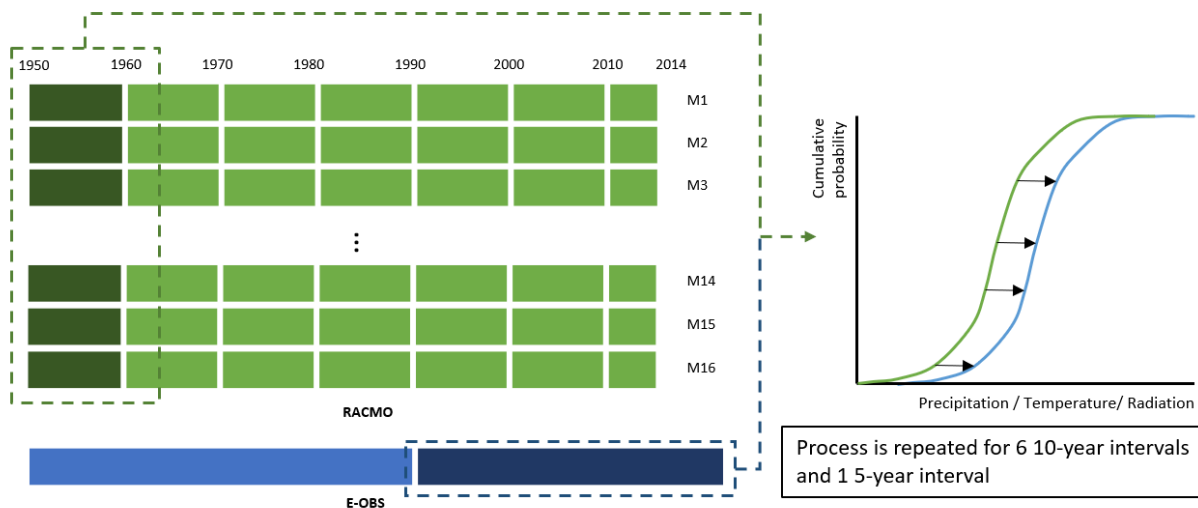 1950 1960 1970 1980 1990 2000 2010 2014
M1
M2
M3
M14
M15
M16
RACMO
E-OBS
Cumulative
probability
Precipitation / Temperature/ Radiation
Process is repeated for 6 10-year intervals
and 1 5-year interval